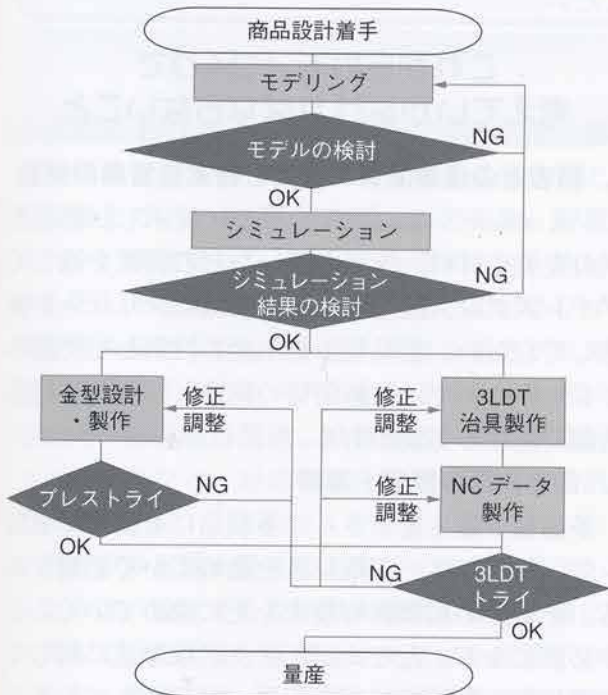 商品設計着手
モデリング
モデルの検討
NG
OK
シミュレーション
シミュレーション
結果の検討
NG
OK
金型設計
・製作
修正
調整
修正
調整
3LDT
治具製作
プレストライ
NG
OK
修正
調整
NCデータ
製作
NG
3LDT
トライ
OK
量産